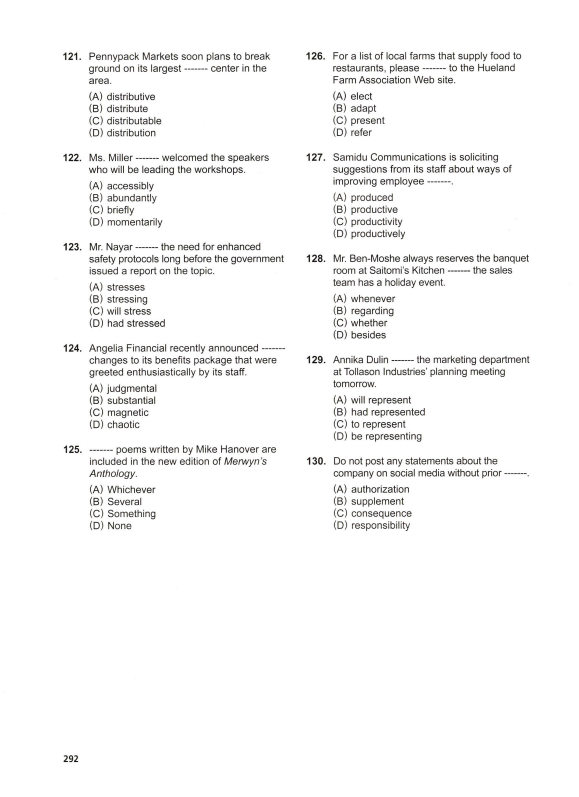 121. Pennypack Markets soon plans to break
ground on its largest ------- center in the
area.
(A) distributive
(B) distribute
(C) distributable
(D) distribution
122. Ms. Miller ------- welcomed the speakers
who will be leading the workshops.
(A) accessibly
(B) abundantly
(C) briefly
(D) momentarily
123. Mr. Nayar ------- the need for enhanced
safety protocols long before the government
issued a report on the topic.
(A) stresses
(B) stressing
(C) will stress
(D) had stressed
124. Angelia Financial recently announced -------
changes to its benefits package that were
greeted enthusiastically by its staff.
(A) judgmental
(B) substantial
(C) magnetic
(D) chaotic
125. ------- poems written by Mike Hanover are
included in the new edition of Merwyn's
Anthology.
(A) Whichever
(B) Several
(C) Something
(D) None
126. For a list of local farms that supply food to
restaurants, please ------- to the Hueland
Farm Association Web site.
(A) elect
(B) adapt
(C) present
(D) refer
127. Samidu Communications is soliciting
suggestions from its staff about ways of
improving employee -------.
(A) produced
(B) productive
(C) productivity
(D) productively
128. Mr. Ben-Moshe always reserves the banquet
room at Saitomi's Kitchen ------- the sales
team has a holiday event.
(A) whenever
(B) regarding
(C) whether
(D) besides
129. Annika Dulin ------- the marketing department
at Tollason Industries' planning meeting
tomorrow.
(A) will represent
(B) had represented
(C) to represent
(D) be representing
130. Do not post any statements about the
company on social media without prior -------.
(A) authorization
(B) supplement
(C) consequence
(D) responsibility
292